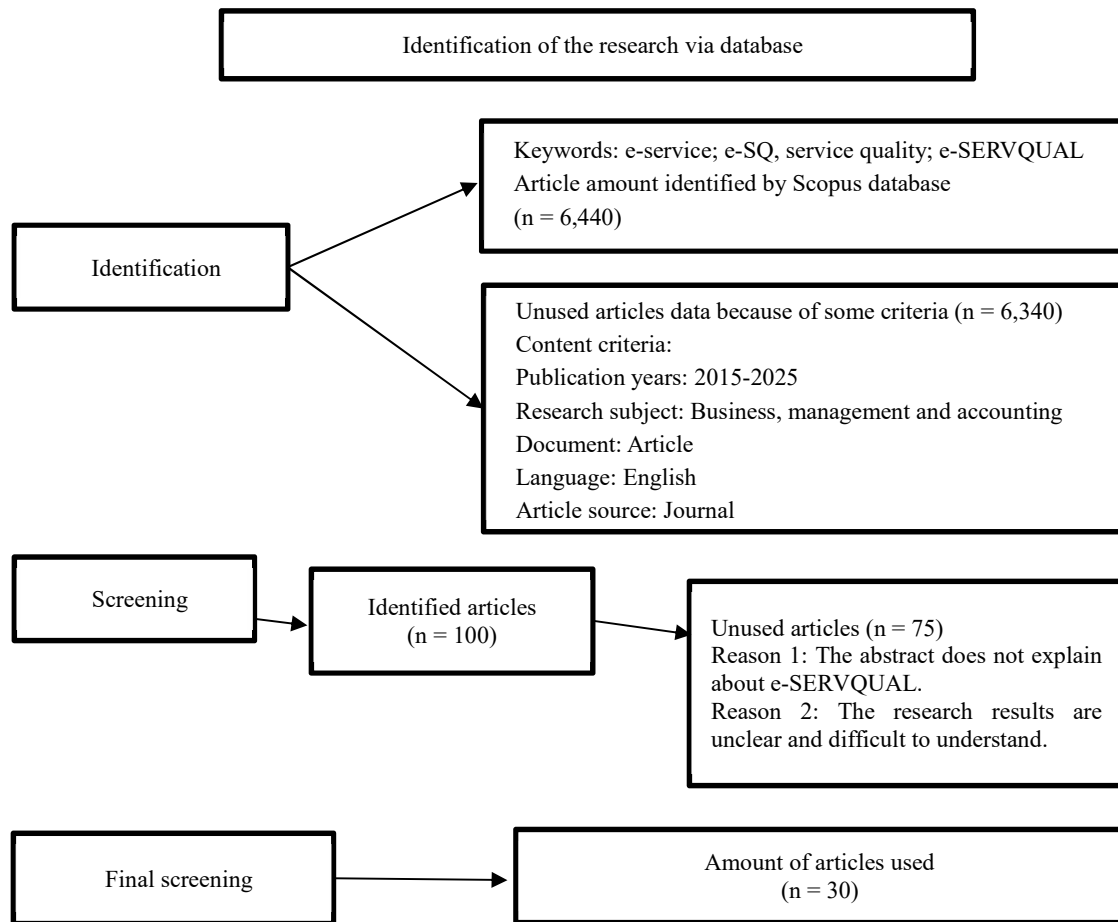 Identification of the research via database
Keywords: e-service; e-SQ, service quality; e-SERVQUAL
Article amount identified by Scopus database
(n = 6,440)
Identification
Unused articles data because of some criteria (n = 6,340)
Content criteria:
Publication years: 2015-2025
Research subject: Business, management and accounting
Document: Article
Language: English
Article source: Journal
Screening
Identified articles
(n = 100)
Unused articles (n = 75)
Reason 1: The abstract does not explain
about e-SERVQUAL.
Reason 2: The research results are
unclear and difficult to understand.
Final screening
Amount of articles used
(n = 30)